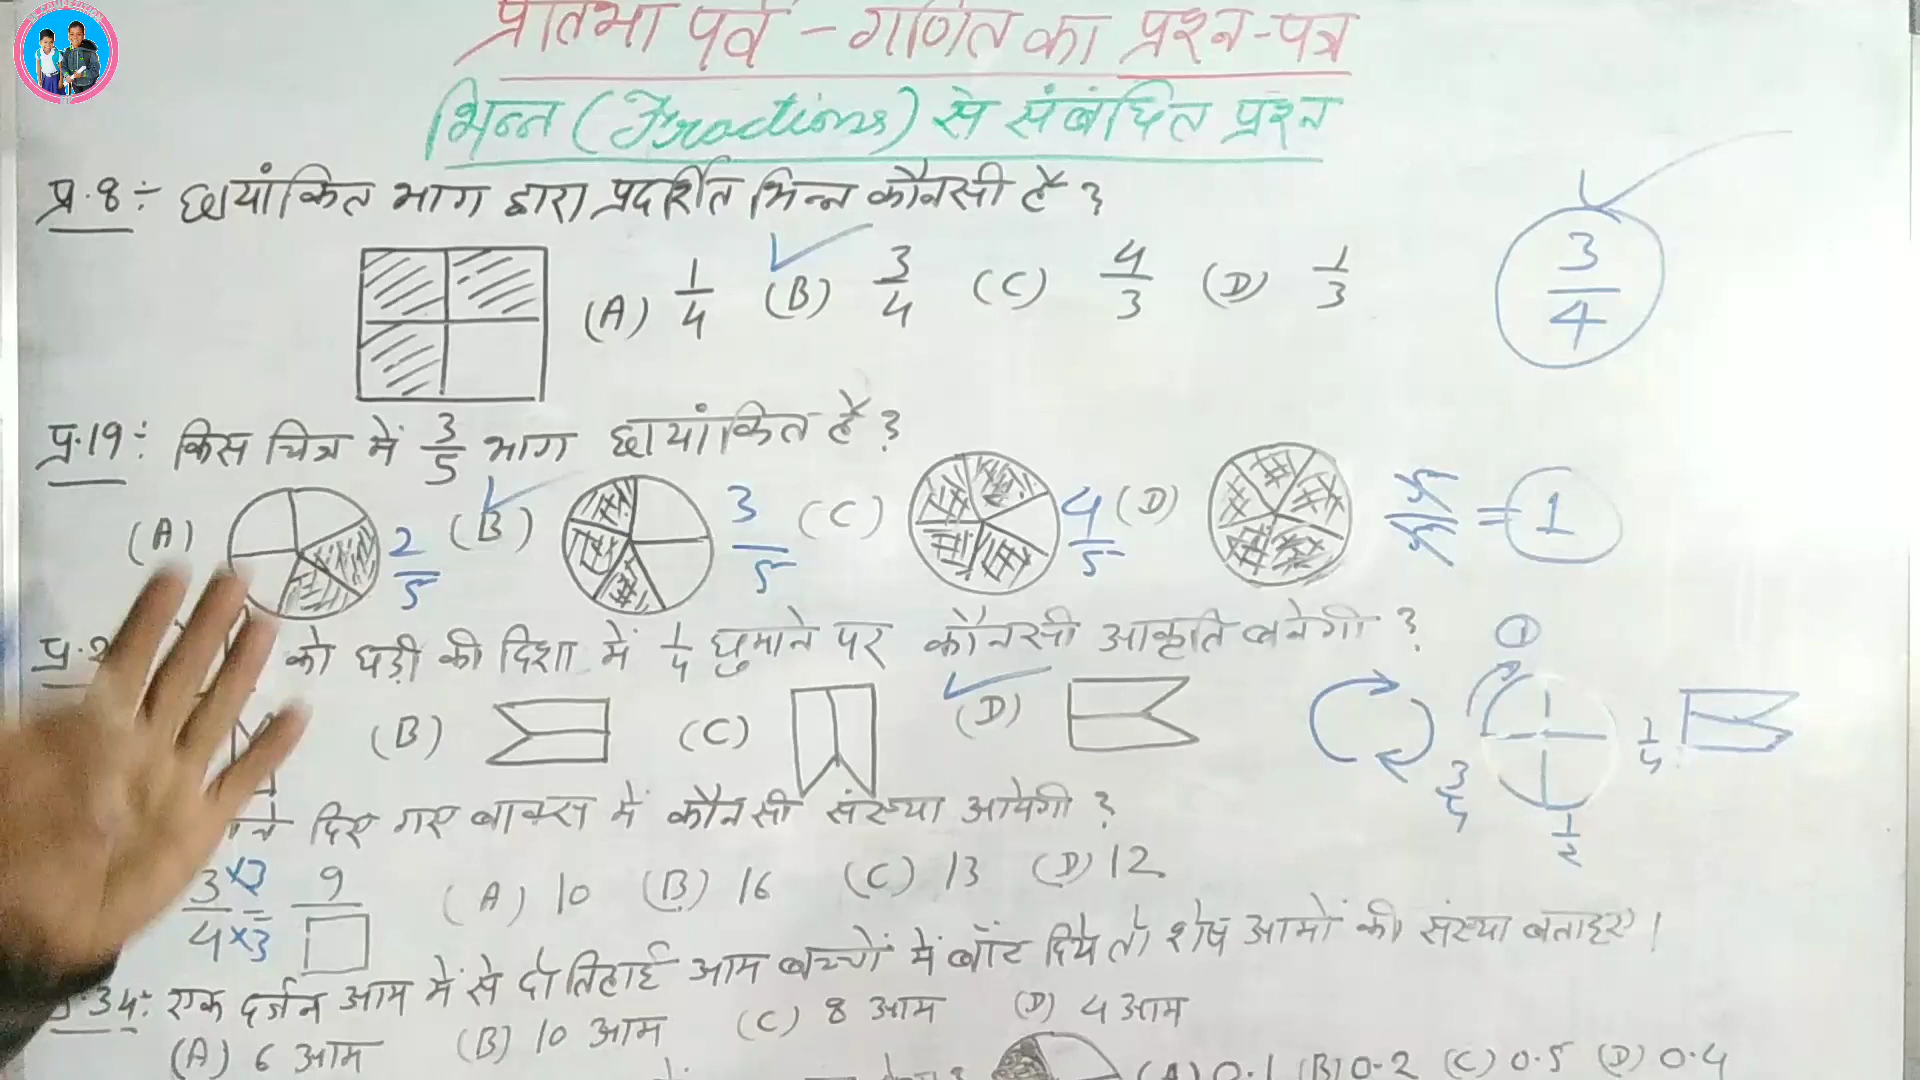 प्रतिभा पर्व - गणित का प्रश्न-पत्र
भिन्न (Fractions) से संबंधित प्रश्न
प्र.8 ÷ छायांकित भाग द्वारा प्रदर्शित भिन्न कौनसी है ?
(A) 1/4 (B) 3/4 (C) 4/3 (D) 1/3
3/4
प्र.19 ÷ किस चित्र में 3/5 भाग छायांकित है ?
(A) 2/5 (B) 3/5 (C) 4/5 (D) 5/5 = 1
को घड़ी की दिशा में 1/4 घुमाने पर कौनसी आकृति बनेगी ?
(B) (C) (D)
1
1/4
3/4
1/2
दिए गए बाक्स में कौनसी संख्या आयेगी ?
3×3/4×3 = 9/□ (A) 10 (B) 16 (C) 13 (D) 12
34: एक दर्जन आम में से दो तिहाई आम बच्चों में बाँट दिये तो शेष आमों की संख्या बताइए।
(A) 6 आम (B) 10 आम (C) 8 आम (D) 4 आम
(A) 0.1 (B) 0.2 (C) 0.5 (D) 0.4